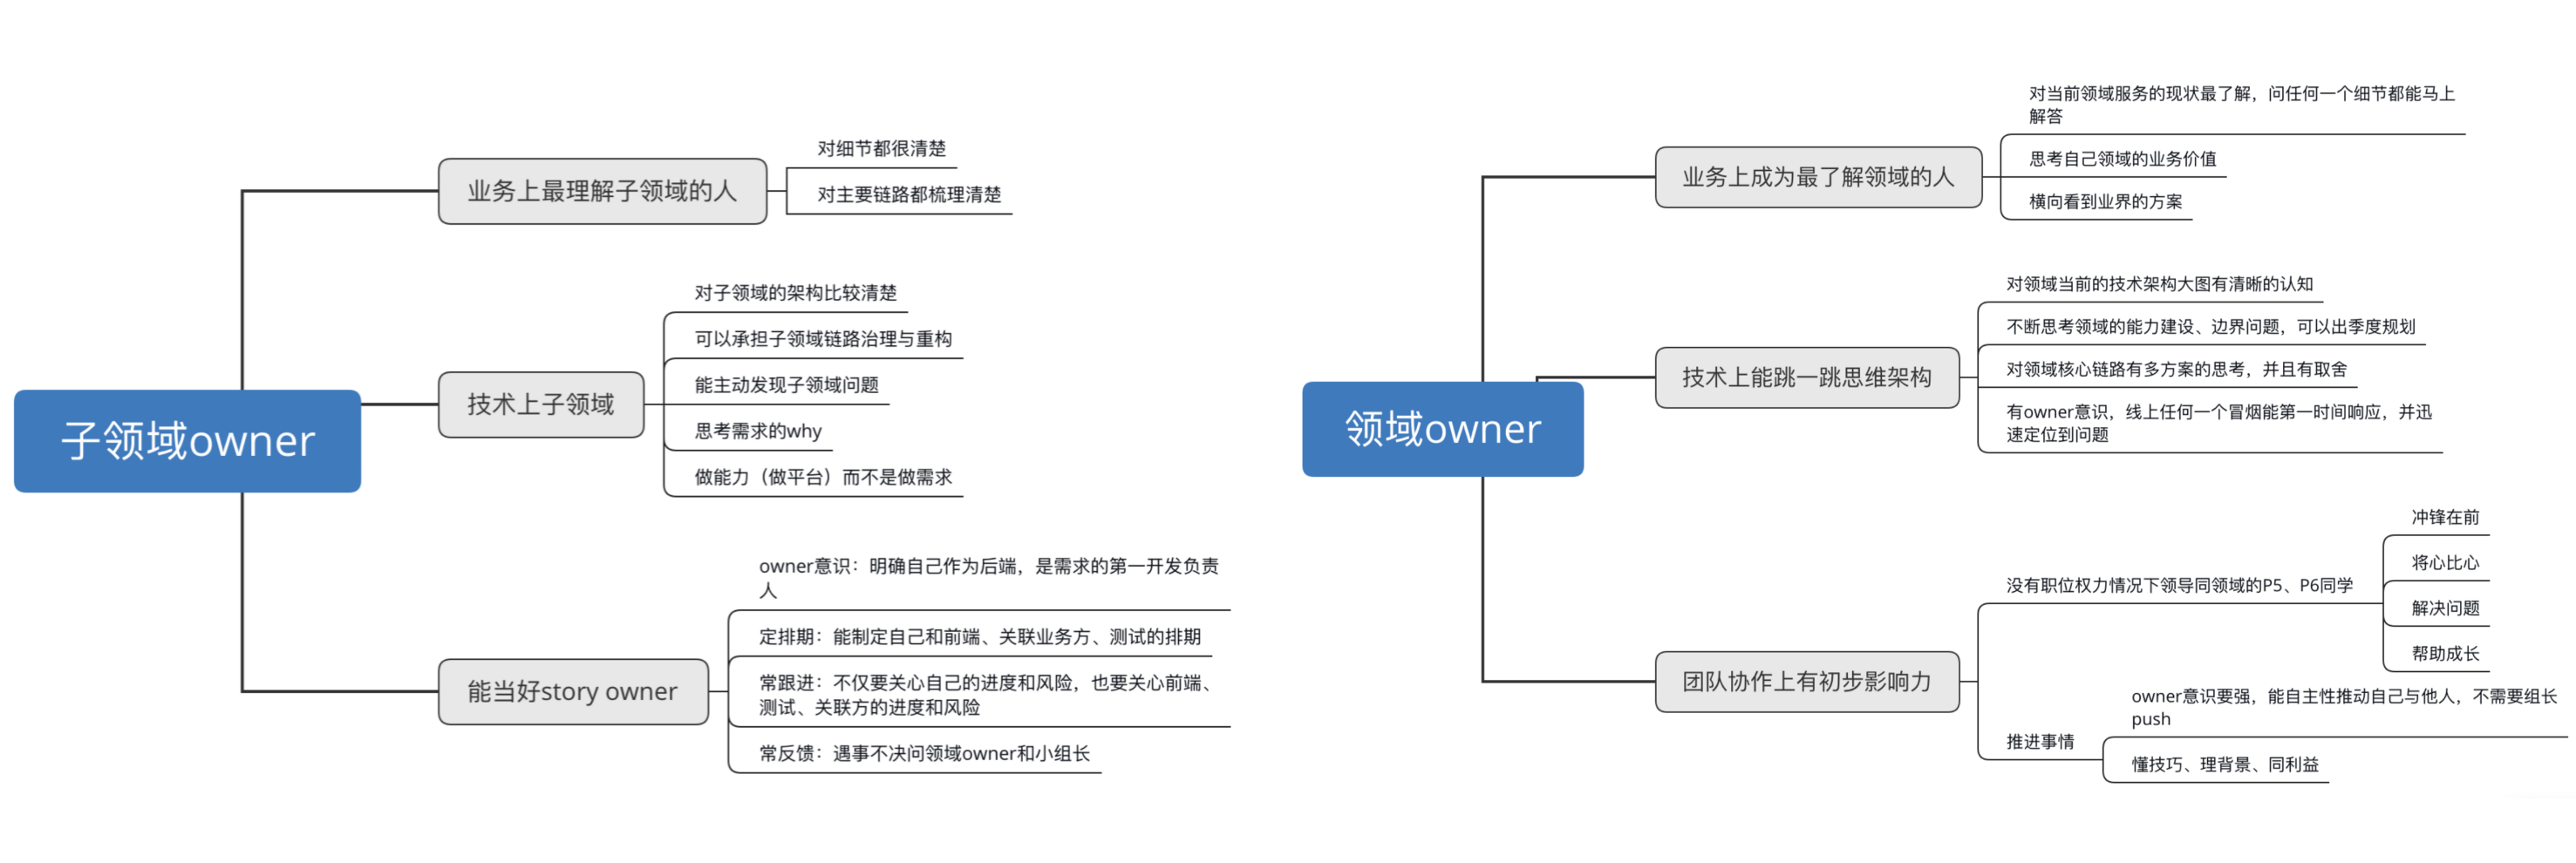 子领域owner
业务上最理解子领域的人
对细节都很清楚
对主要链路都梳理清楚
技术上子领域
对子领域的架构比较清楚
可以承担子领域链路治理与重构
能主动发现子领域问题
思考需求的why
做能力（做平台）而不是做需求
能当好story owner
owner意识：明确自己作为后端，是需求的第一开发负责
人
定排期：能制定自己和前端、关联业务方、测试的排期
常跟进：不仅要关心自己的进度和风险，也要关心前端、
测试、关联方的进度和风险
常反馈：遇事不决问领域owner和小组长
领域owner
业务上成为最了解领域的人
对当前领域服务的现状最了解，问任何一个细节都能马上
解答
思考自己领域的业务价值
横向看到业界的方案
技术上能跳一跳思维架构
对领域当前的技术架构大图有清晰的认知
不断思考领域的能力建设、边界问题，可以出季度规划
对领域核心链路有多方案的思考，并且有取舍
有owner意识，线上任何一个冒烟能第一时间响应，并迅
速定位到问题
团队协作上有初步影响力
没有职位权力情况下领导同领域的P5、P6同学
冲锋在前
将心比心
解决问题
帮助成长
推进事情
owner意识要强，能自主性推动自己与他人，不需要组长
push
懂技巧、理背景、同利益